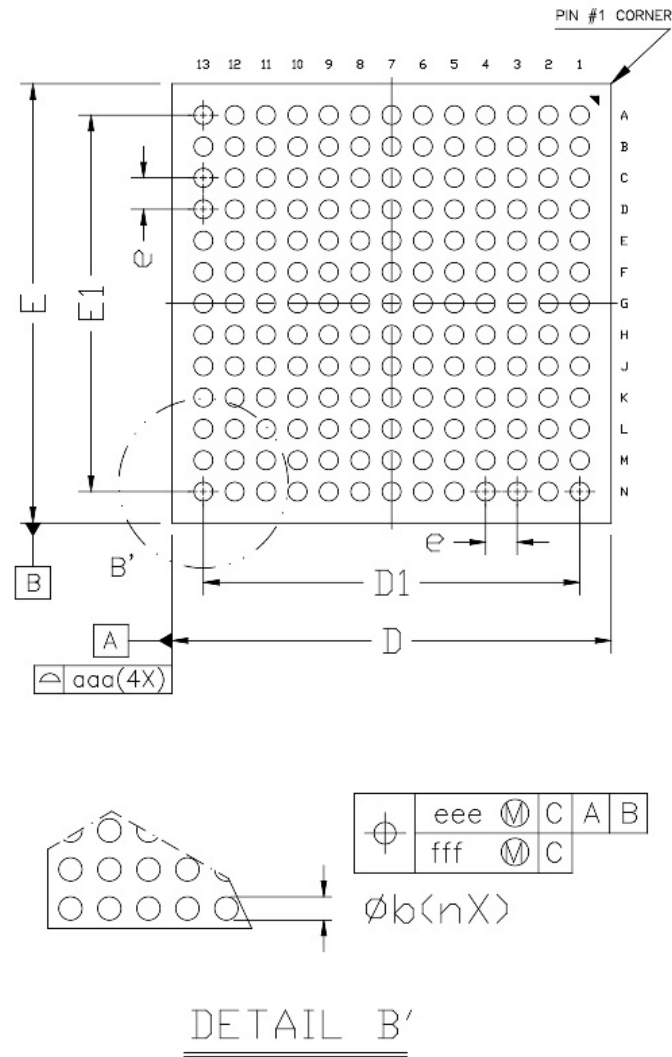 PIN #1 CORNER
13 12 11 10 9 8 7 6 5 4 3 2 1
A
B
C
D
E
F
G
H
J
K
L
M
N
e
E
E1
e
B'
D1
B
A
D
⌓ aaa(4X)
⌖ eee Ⓜ C A B
fff Ⓜ C
Øb(nX)
DETAIL B'